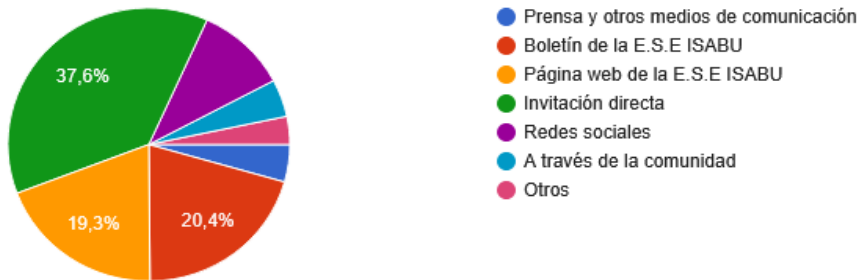 Prensa y otros medios de comunicación
Boletín de la E.S.E ISABU
Página web de la E.S.E ISABU
Invitación directa
Redes sociales
A través de la comunidad
Otros
37,6%
19,3%
20,4%